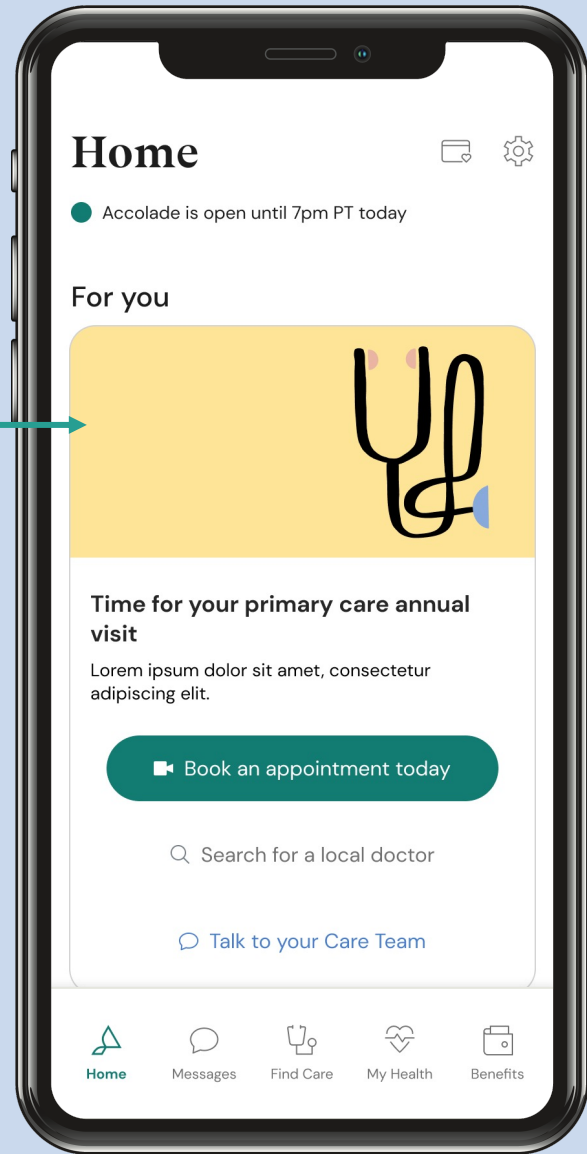 Home
Accolade is open until 7pm PT today
For you
Time for your primary care annual
visit
Lorem ipsum dolor sit amet, consectetur
adipiscing elit.
Book an appointment today
Search for a local doctor
Talk to your Care Team
Home Messages Find Care My Health Benefits